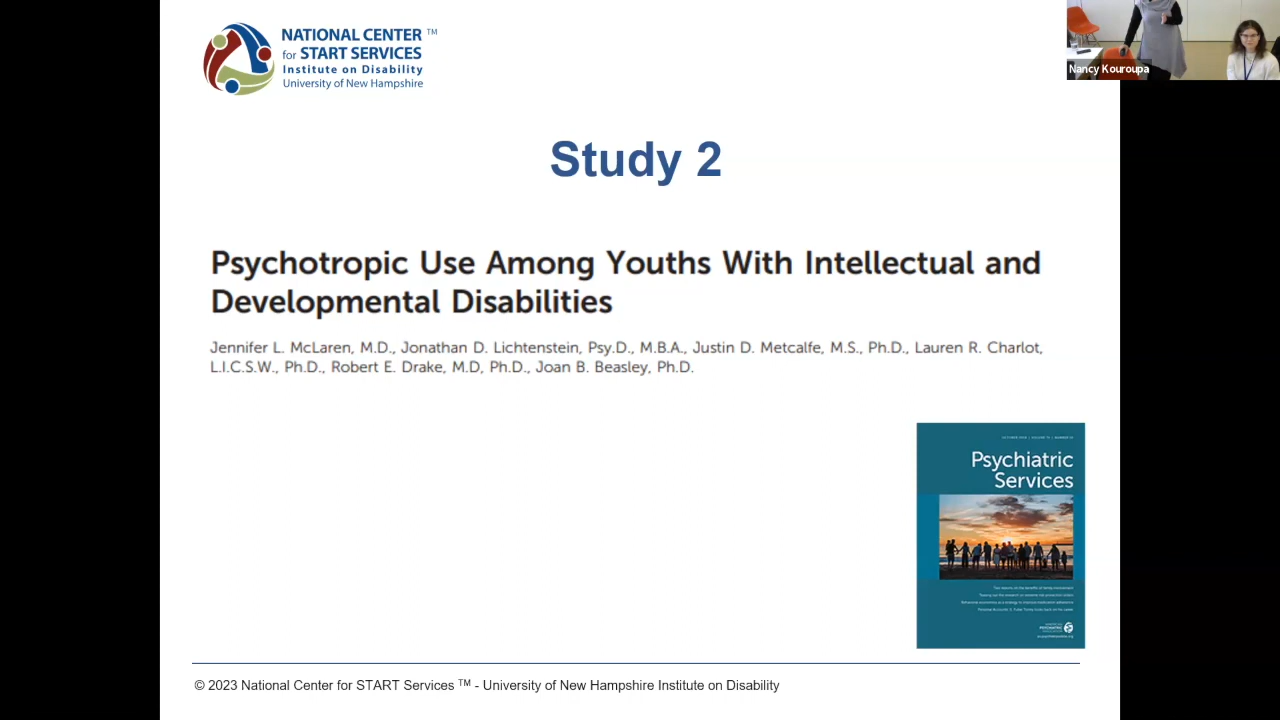 NATIONAL CENTER TM
for START SERVICES
Institute on Disability
University of New Hampshire
Nancy Kouroupa
Study 2
Psychotropic Use Among Youths With Intellectual and
Developmental Disabilities
Jennifer L. McLaren, M.D., Jonathan D. Lichtenstein, Psy.D., M.B.A., Justin D. Metcalfe, M.S., Ph.D., Lauren R. Charlot,
L.I.C.S.W., Ph.D., Robert E. Drake, M.D, Ph.D., Joan B. Beasley, Ph.D.
Psychiatric
Services
© 2023 National Center for START Services TM - University of New Hampshire Institute on Disability